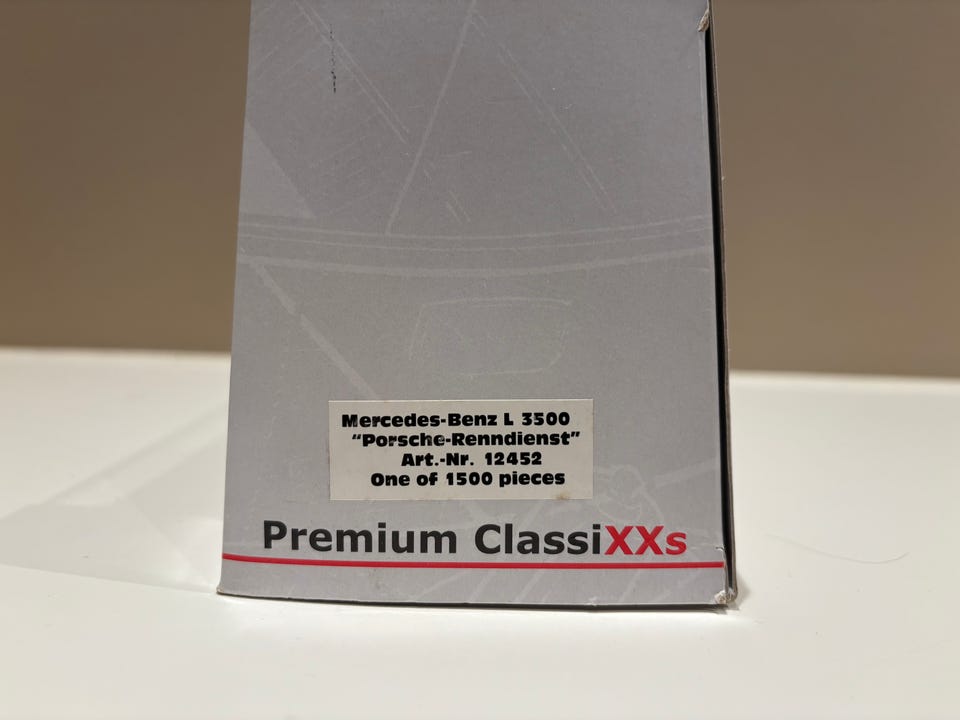 Mercedes-Benz L 3500
"Porsche-Renndienst"
Art.-Nr. 12452
One of 1500 pieces
Premium ClassiXXs